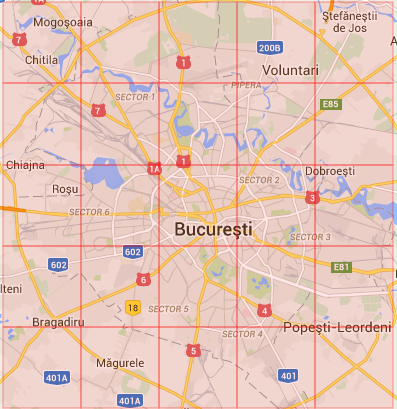 1A
Mogoşoaia
Ştefăneştii
de Jos
7
200B
A
Chitila
1
Voluntari
PIPERA
SECTOR 1
E85
7
Chiajna
1A
1
Dobroeşti
Roşu
SECTOR 2
3
SECTOR 6
Bucureşti
SECTOR 3
602
602
E81
lteni
6
18
SECTOR 5
4
Bragadiru
Popeşti-Leordeni
SECTOR 4
5
Măgurele
401A
401
401A